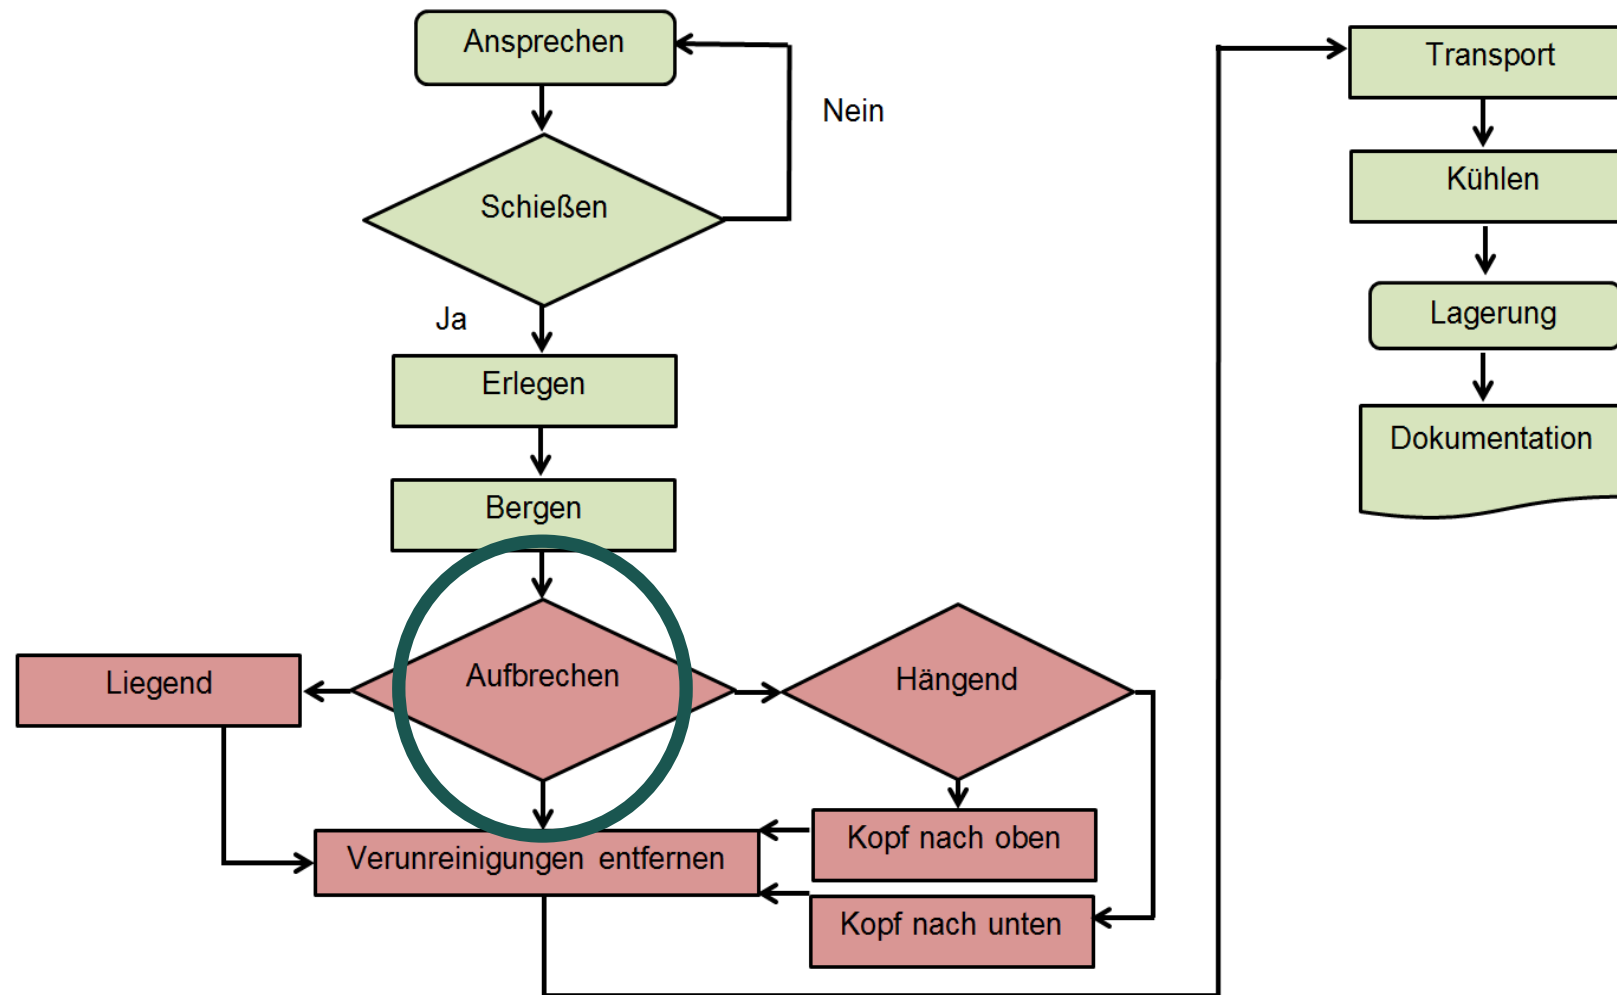 Ansprechen
Nein
Schießen
Ja
Erlegen
Bergen
Aufbrechen
Liegend
Hängend
Verunreinigungen entfernen
Kopf nach oben
Kopf nach unten
Transport
Kühlen
Lagerung
Dokumentation